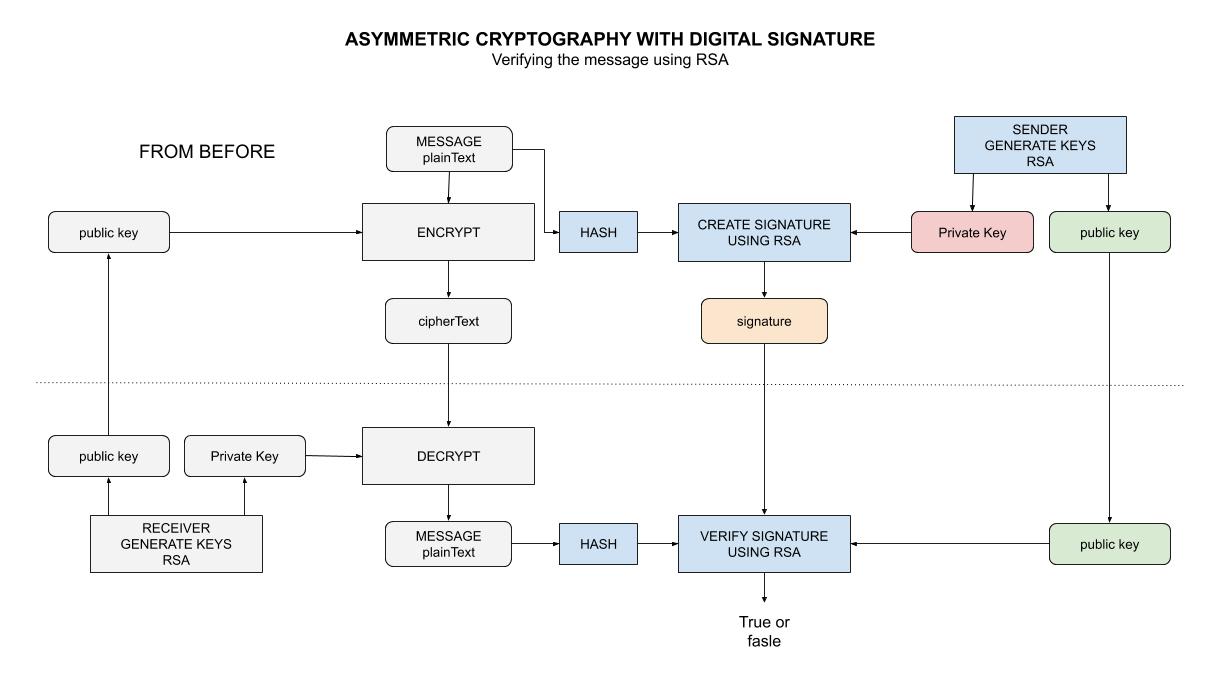 ASYMMETRIC CRYPTOGRAPHY WITH DIGITAL SIGNATURE
Verifying the message using RSA
FROM BEFORE
MESSAGE
plainText
SENDER
GENERATE KEYS
RSA
public key
ENCRYPT
HASH
CREATE SIGNATURE
USING RSA
Private Key
public key
cipherText
signature
public key
Private Key
DECRYPT
RECEIVER
GENERATE KEYS
RSA
MESSAGE
plainText
HASH
VERIFY SIGNATURE
USING RSA
public key
True or
fasle